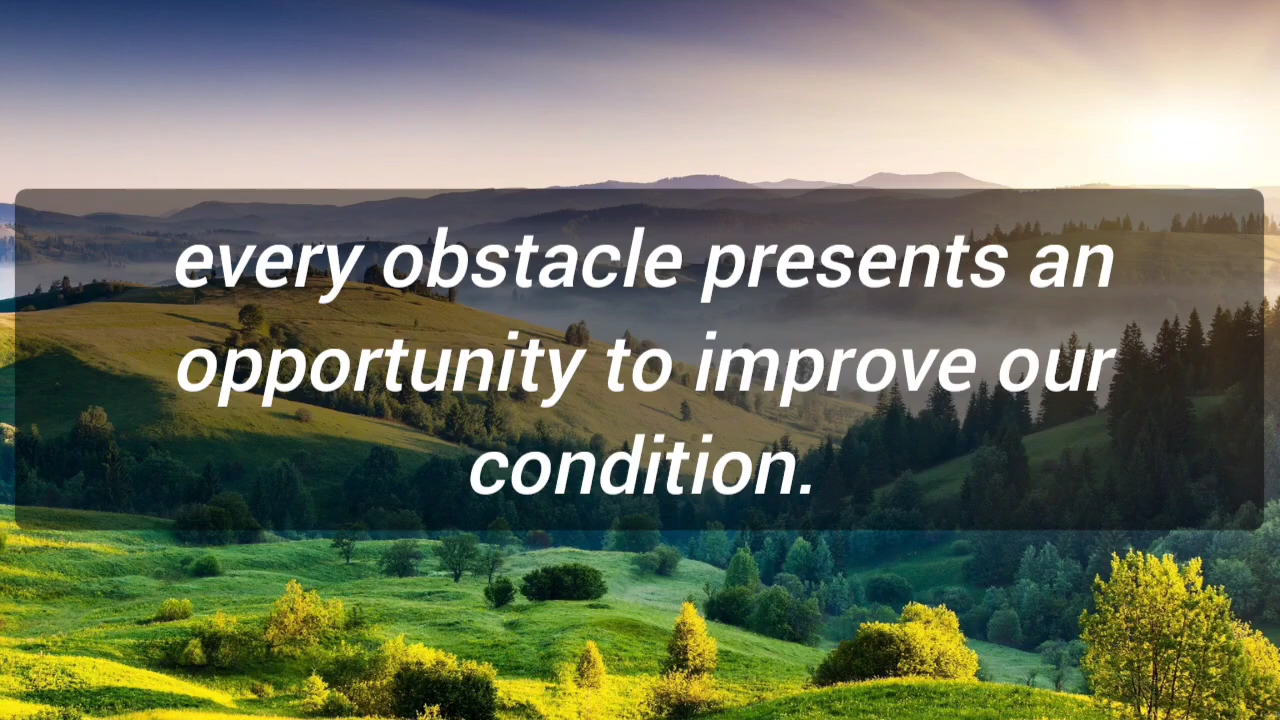 every obstacle presents an
opportunity to improve our
condition.